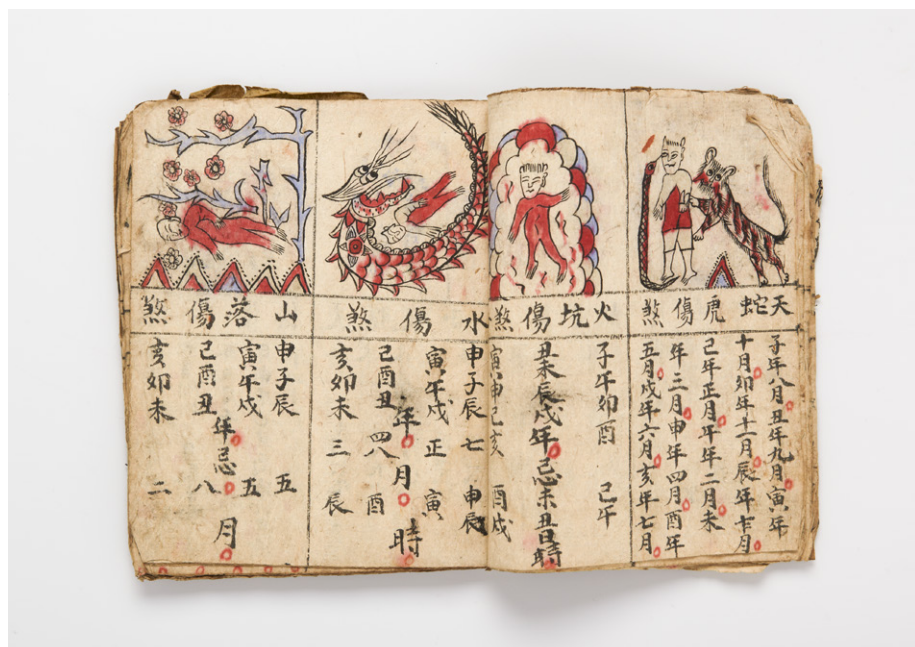 天蛇虎傷煞
子年八月丑年九月寅年
十月卯年十一月辰年十二月
己年正月午年二月未
年三月申年四月酉年
五月戌年六月亥年七月
火坑傷煞
子午卯酉 己午
丑未辰戌年忌未丑日時
寅申己亥 酉戌
水傷煞
申子辰 七 申辰
寅午戌 正 寅
年月時
己酉丑 四八 酉
亥卯未 三 辰
山落傷煞
申子辰 五
寅午戌 五
年忌月
己酉丑 八
亥卯未 二